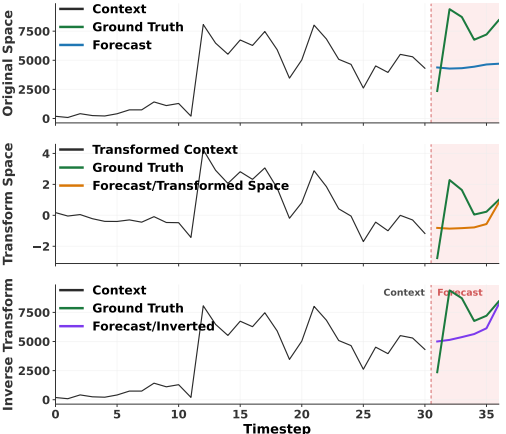 Original Space
7500
5000
2500
0
Context
Ground Truth
Forecast
Transform Space
4
2
0
−2
Transformed Context
Ground Truth
Forecast/Transformed Space
Inverse Transform
7500
5000
2500
0
Context
Ground Truth
Forecast/Inverted
Context
Forecast
0 5 10 15 20 25 30 35
Timestep